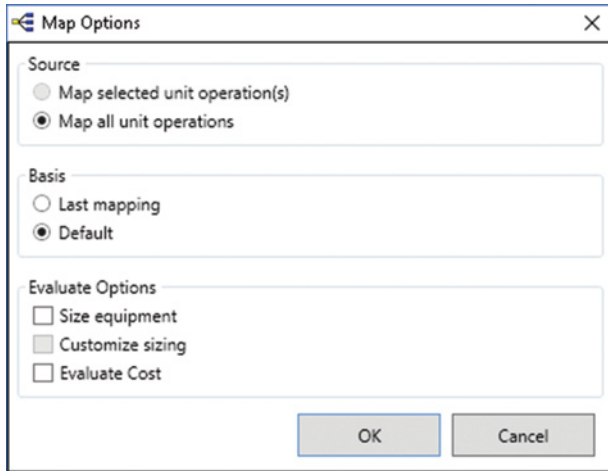 Map Options
Source
Map selected unit operation(s)
Map all unit operations
Basis
Last mapping
Default
Evaluate Options
Size equipment
Customize sizing
Evaluate Cost
OK Cancel